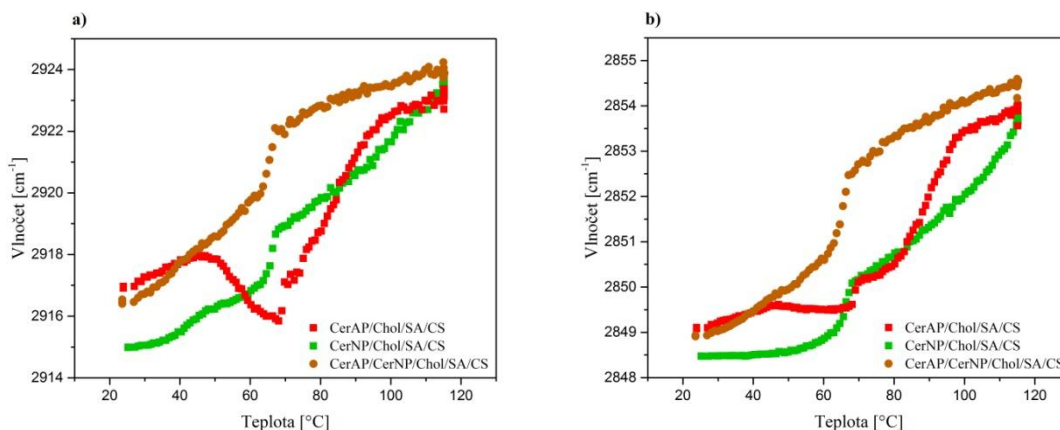 a)
Vlnočet [cm⁻¹]
2924
2922
2920
2918
2916
2914
20 40 60 80 100 120
Teplota [°C]
CerAP/Chol/SA/CS
CerNP/Chol/SA/CS
CerAP/CerNP/Chol/SA/CS
b)
Vlnočet [cm⁻¹]
2855
2854
2853
2852
2851
2850
2849
2848
20 40 60 80 100 120
Teplota [°C]
CerAP/Chol/SA/CS
CerNP/Chol/SA/CS
CerAP/CerNP/Chol/SA/CS